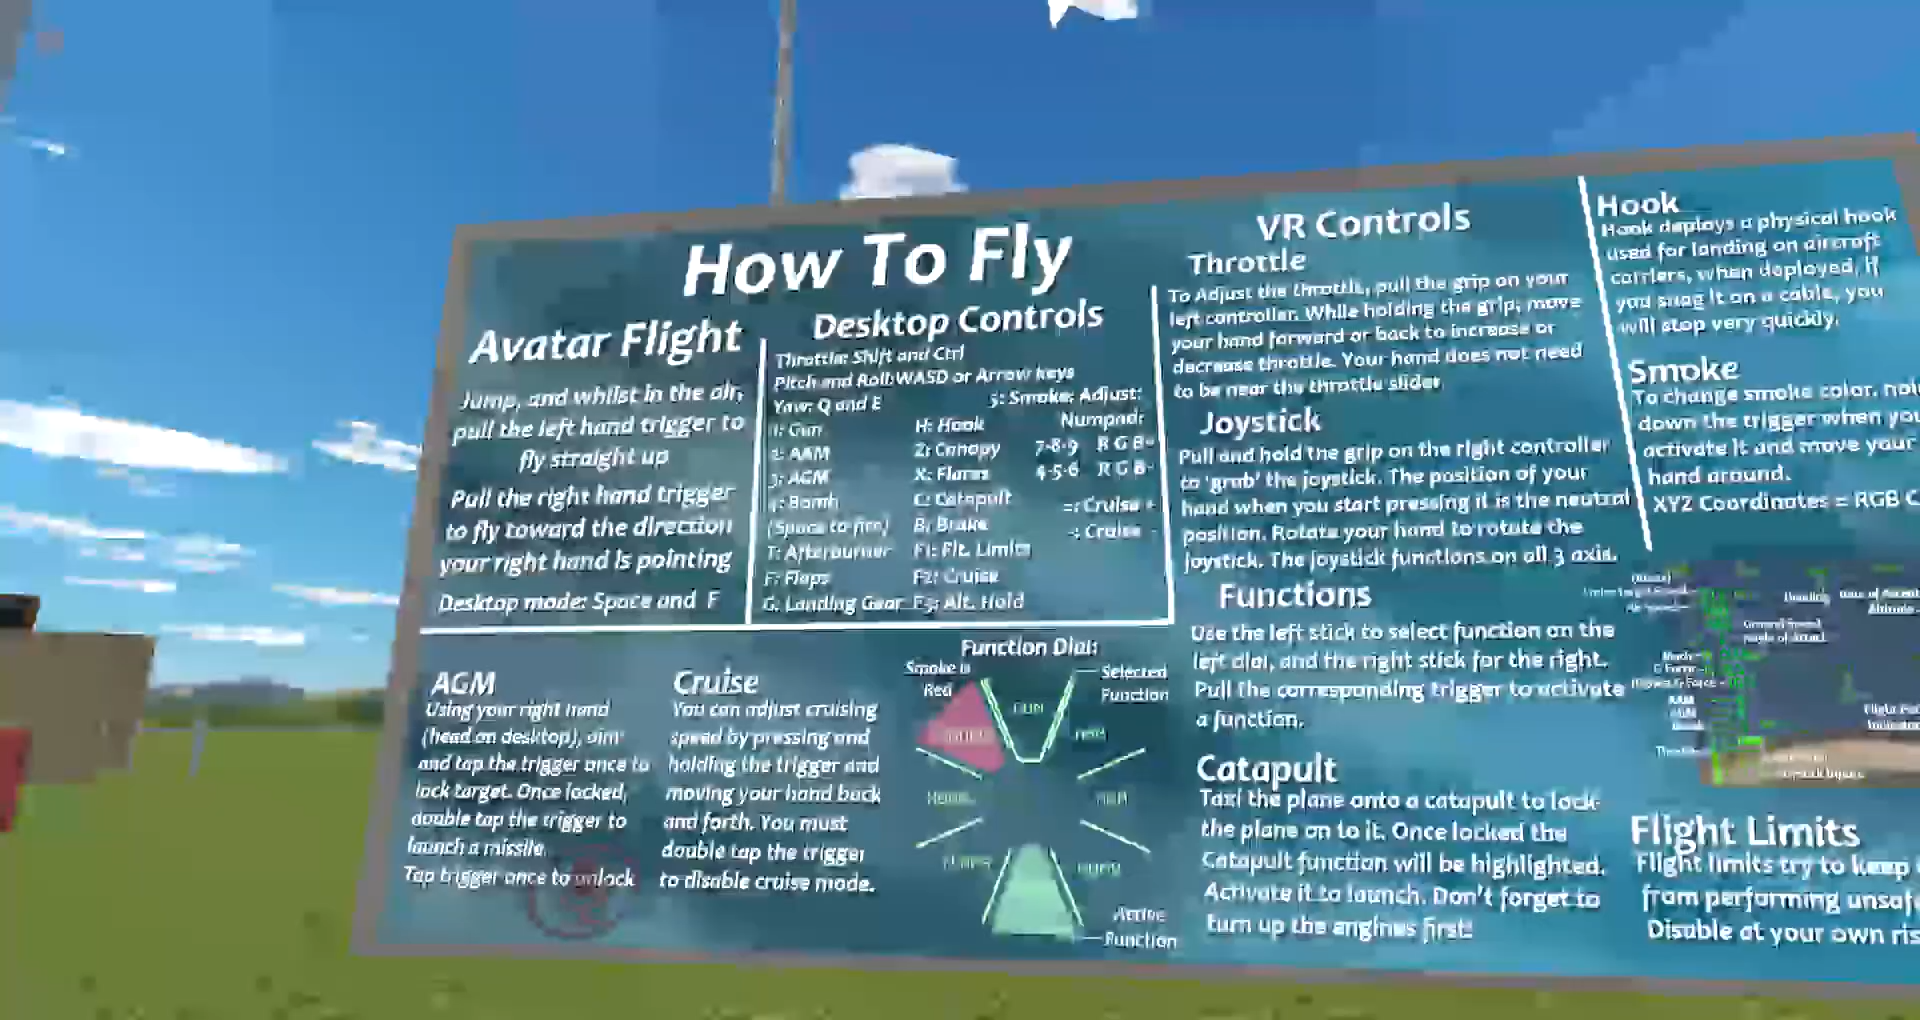 How To Fly
Avatar Flight
Jump, and whilst in the air,
pull the left hand trigger to
fly straight up
Pull the right hand trigger
to fly toward the direction
your right hand is pointing
Desktop mode: Space and F
Desktop Controls
Throttle: Shift and Ctrl
Pitch and Roll: WASD or Arrow keys
Yaw: Q and E
1: Gun
2: AAM
3: AGM
4: Bomb
(Space to fire)
T: Afterburner
F: Flaps
G: Landing Gear
H: Hook
Z: Canopy
X: Flares
C: Catapult
B: Brake
F1: Flt. Limits
F2: Cruise
F3: Alt. Hold
5: Smoke: Adjust:
Numpad:
7-8-9 R G B+
4-5-6 R G B-
=: Cruise +
-: Cruise -
AGM
Using your right hand
(head on desktop), aim
and tap the trigger once to
lock target. Once locked,
double tap the trigger to
launch a missile.
Tap trigger once to unlock
Cruise
You can adjust cruising
speed by pressing and
holding the trigger and
moving your hand back
and forth. You must
double tap the trigger
to disable cruise mode.
Function Dial:
Smoke is
Red
Selected
Function
GUN
Active
Function
VR Controls
Throttle
To Adjust the throttle, pull the grip on your
left controller. While holding the grip, move
your hand forward or back to increase or
decrease throttle. Your hand does not need
to be near the throttle slider
Joystick
Pull and hold the grip on the right controller
to 'grab' the joystick. The position of your
hand when you start pressing it is the neutral
position. Rotate your hand to rotate the
joystick. The joystick functions on all 3 axis.
Functions
Use the left stick to select function on the
left dial, and the right stick for the right.
Pull the corresponding trigger to activate
a function.
Catapult
Taxi the plane onto a catapult to lock
the plane on to it. Once locked the
Catapult function will be highlighted.
Activate it to launch. Don't forget to
turn up the engines first!
Hook
Hook deploys a physical hook
used for landing on aircraft
carriers, when deployed, if
you snag it on a cable, you
will stop very quickly.
Smoke
To change smoke color, hol
down the trigger when you
activate it and move your
hand around.
XYZ Coordinates = RGB C
Heading
Altitude
Ground Speed
Angle of Attack
Flight Limits
Flight limits try to keep
from performing unsafe
Disable at your own ris